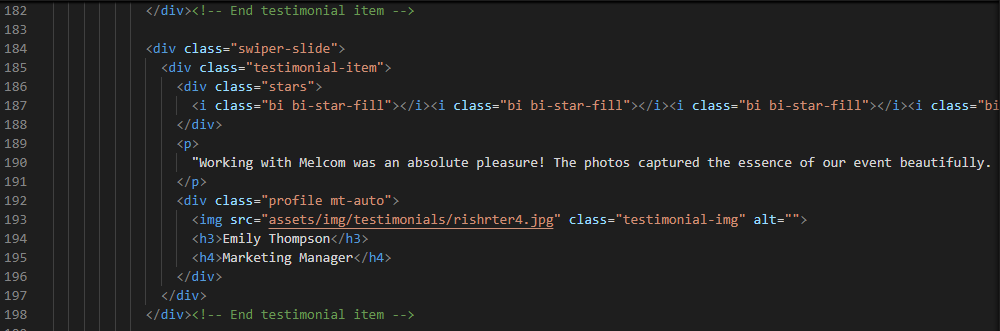 182 </div><!-- End testimonial item -->
183
184 <div class="swiper-slide">
185 <div class="testimonial-item">
186 <div class="stars">
187 <i class="bi bi-star-fill"></i><i class="bi bi-star-fill"></i><i class="bi bi-star-fill"></i><i class="bi
188 </div>
189 <p>
190 "Working with Melcom was an absolute pleasure! The photos captured the essence of our event beautifully.
191 </p>
192 <div class="profile mt-auto">
193 <img src="assets/img/testimonials/rishrter4.jpg" class="testimonial-img" alt="">
194 <h3>Emily Thompson</h3>
195 <h4>Marketing Manager</h4>
196 </div>
197 </div>
198 </div><!-- End testimonial item -->